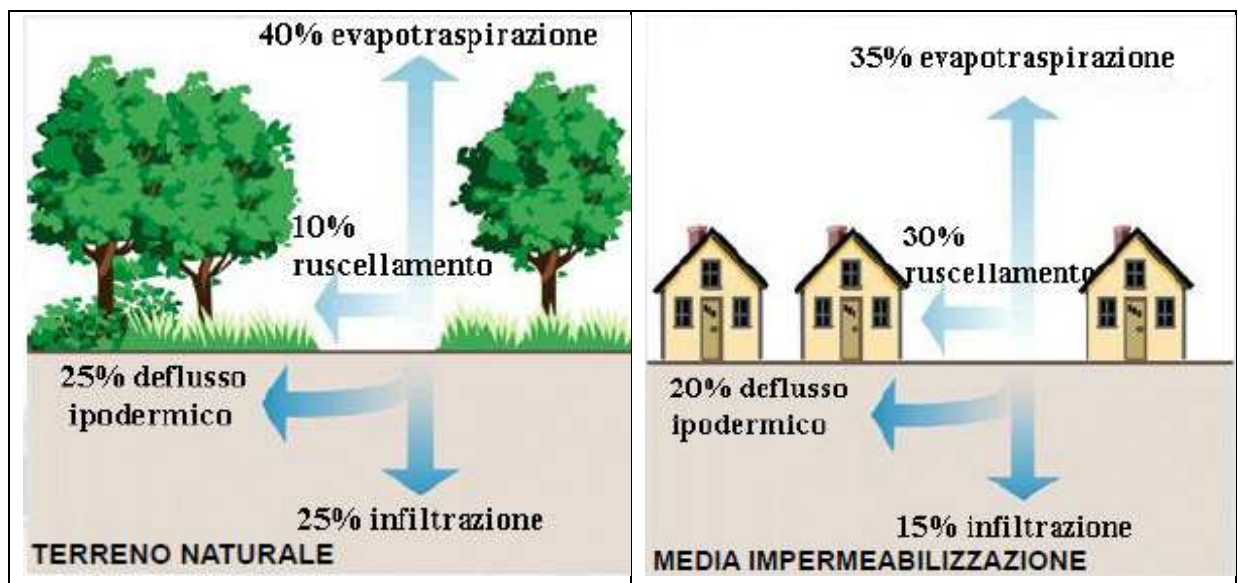 40% evapotraspirazione
10%
ruscellamento
25% deflusso
ipodermico
25% infiltrazione
TERRENO NATURALE
35% evapotraspirazione
30%
ruscellamento
20% deflusso
ipodermico
15% infiltrazione
MEDIA IMPERMEABILIZZAZIONE